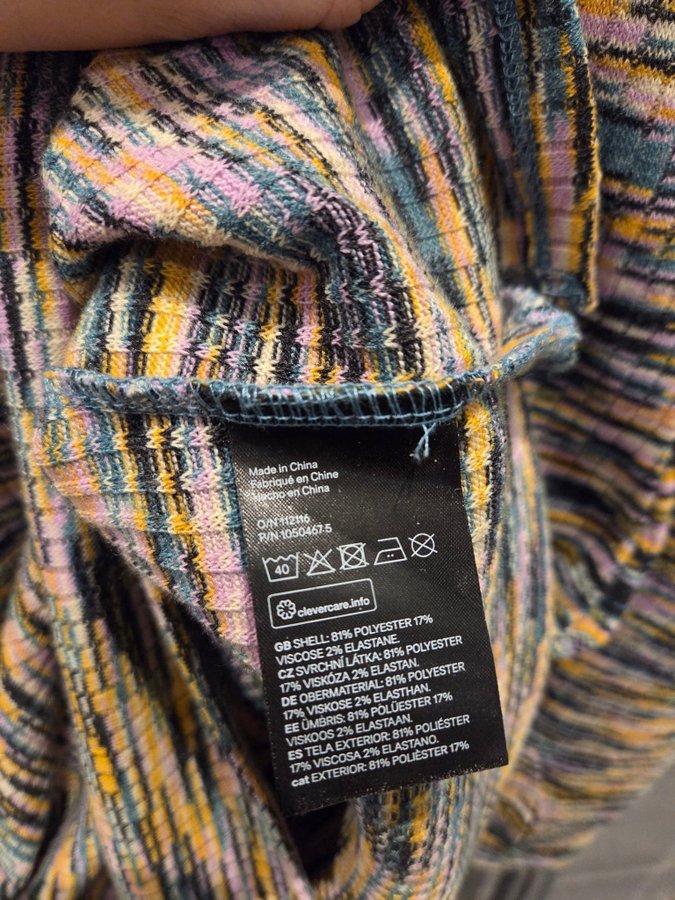 Made in China
Fabriqué en Chine
Hecho en China
O/N 112116
P/N 1050467.5
40
clevercare.info
GB SHELL: 81% POLYESTER 17%
VISCOSE 2% ELASTANE.
CZ SVRCHNÍ LÁTKA: 81% POLYESTER
17% VISKÓZA 2% ELASTAN.
DE OBERMATERIAL: 81% POLYESTER
17% VISKOSE 2% ELASTHAN.
EE ÜMBRIS: 81% POLÜESTER 17%
VISKOOS 2% ELASTAAN.
ES TELA EXTERIOR: 81% POLIÉSTER
17% VISCOSA 2% ELASTANO.
cat EXTERIOR: 81% POLIÈSTER 17%